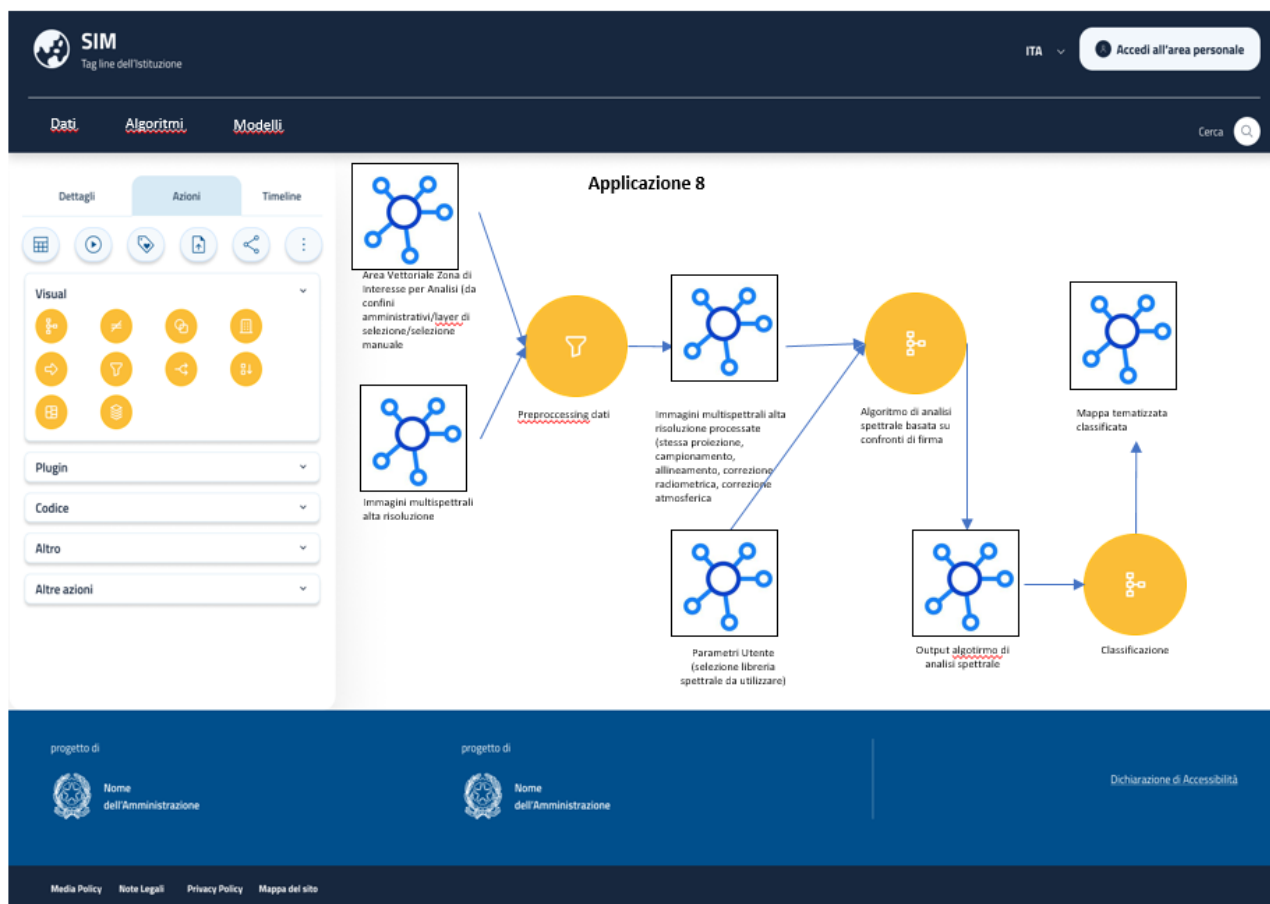 SIM
Tag line dell'Istituzione
ITA
Accedi all'area personale
Dati
Algoritmi
Modelli
Cerca
Dettagli
Azioni
Timeline
Visual
Plugin
Codice
Altro
Altre azioni
Applicazione 8
Area Vettoriale Zona di
Interesse per Analisi (da
confini
amministrativi/layer di
selezione/selezione
manuale
Immagini multispettrali
alta risoluzione
Preproccessing dati
Immagini multispettrali alta
risoluzione processate
(stessa proiezione,
campionamento,
allineamento, correzione
radiometrica, correzione
atmosferica
Parametri Utente
(selezione libreria
spettrale da utilizzare)
Algoritmo di analisi
spettrale basata su
confronti di firma
Output algotirmo di
analisi spettrale
Classificazione
Mappa tematizzata
classificata
progetto di
Nome
dell'Amministrazione
progetto di
Nome
dell'Amministrazione
Dichiarazione di Accessibilità
Media Policy
Note Legali
Privacy Policy
Mappa del sito